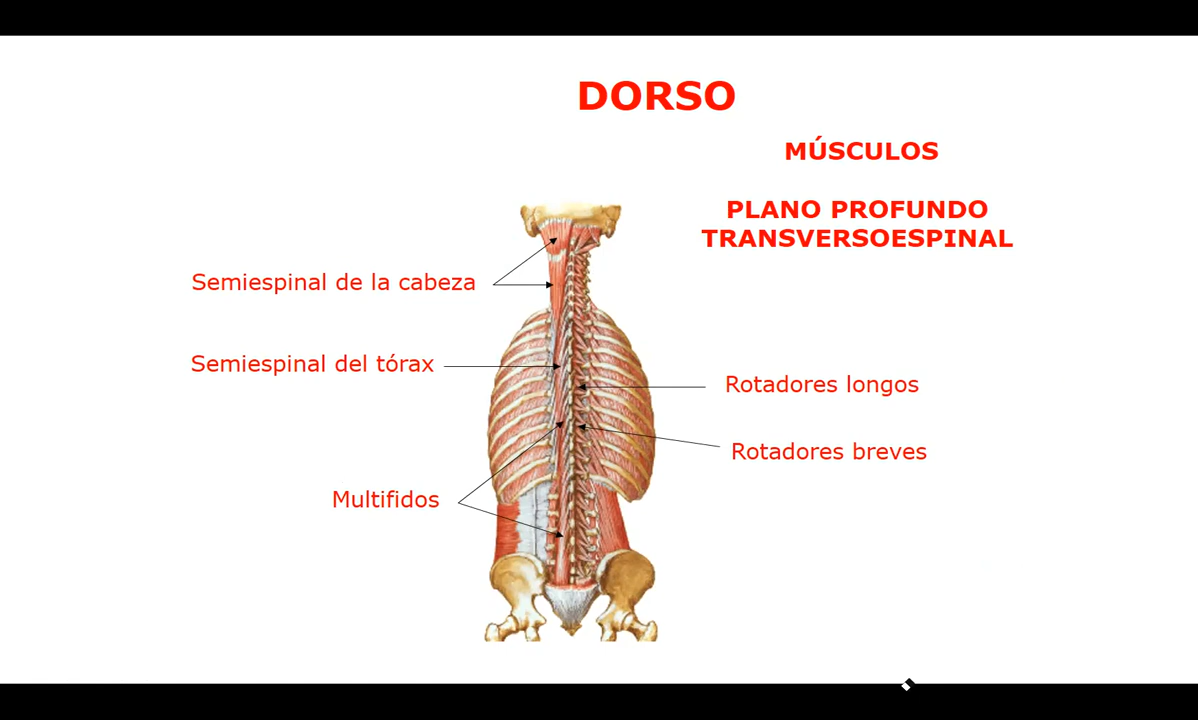 DORSO
MÚSCULOS
PLANO PROFUNDO
TRANSVERSOESPINAL
Semiespinal de la cabeza
Semiespinal del tórax
Rotadores longos
Rotadores breves
Multifidos